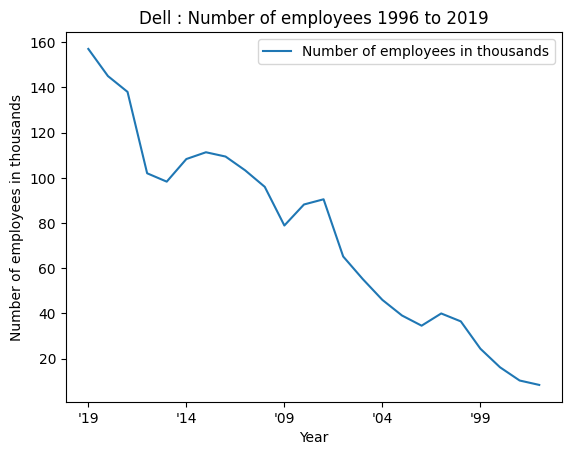 Dell : Number of employees 1996 to 2019
Number of employees in thousands
160
140
120
100
80
60
40
20
Number of employees in thousands
'19 '14 '09 '04 '99
Year